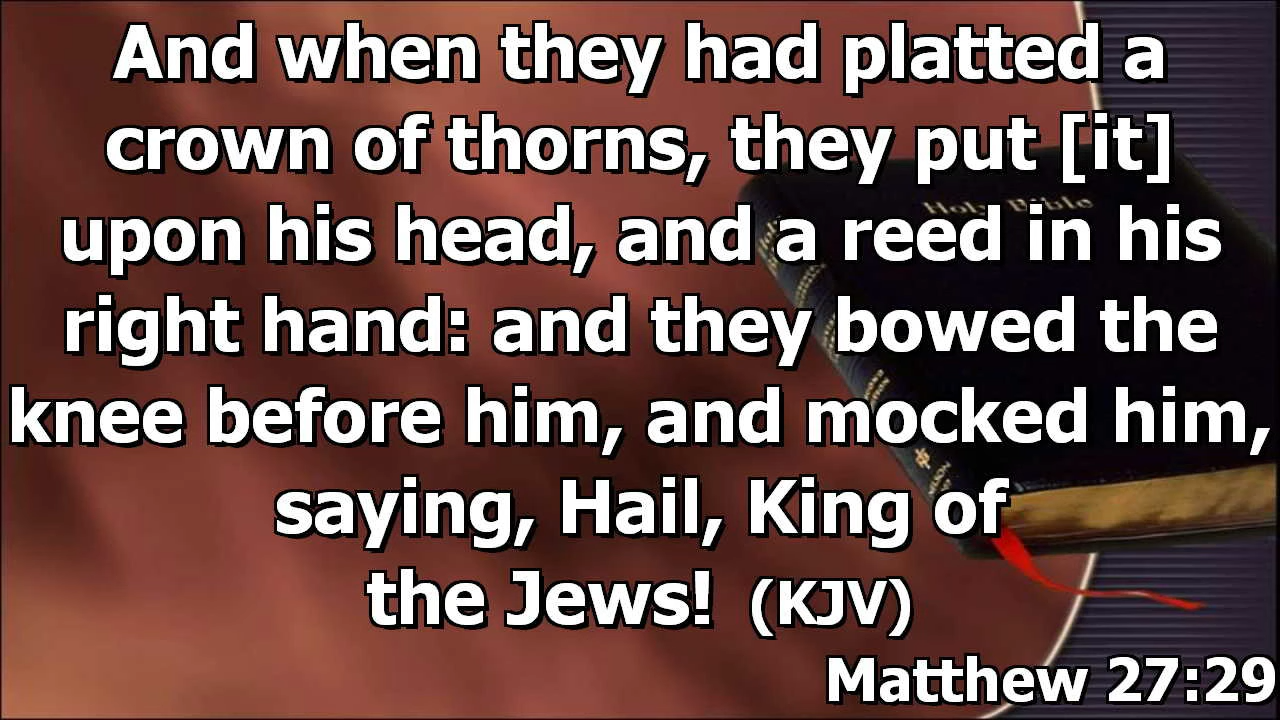 And when they had platted a
crown of thorns, they put [it]
upon his head, and a reed in his
right hand: and they bowed the
knee before him, and mocked him,
saying, Hail, King of
the Jews! (KJV)
Matthew 27:29
Holy Bible